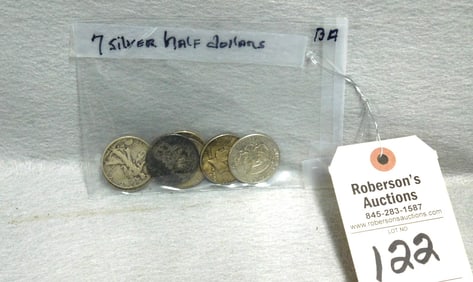 7 silver half dollars
BA
Roberson's
Auctions
845-283-1587
www.robersonsauctions.com
LOT NO
122